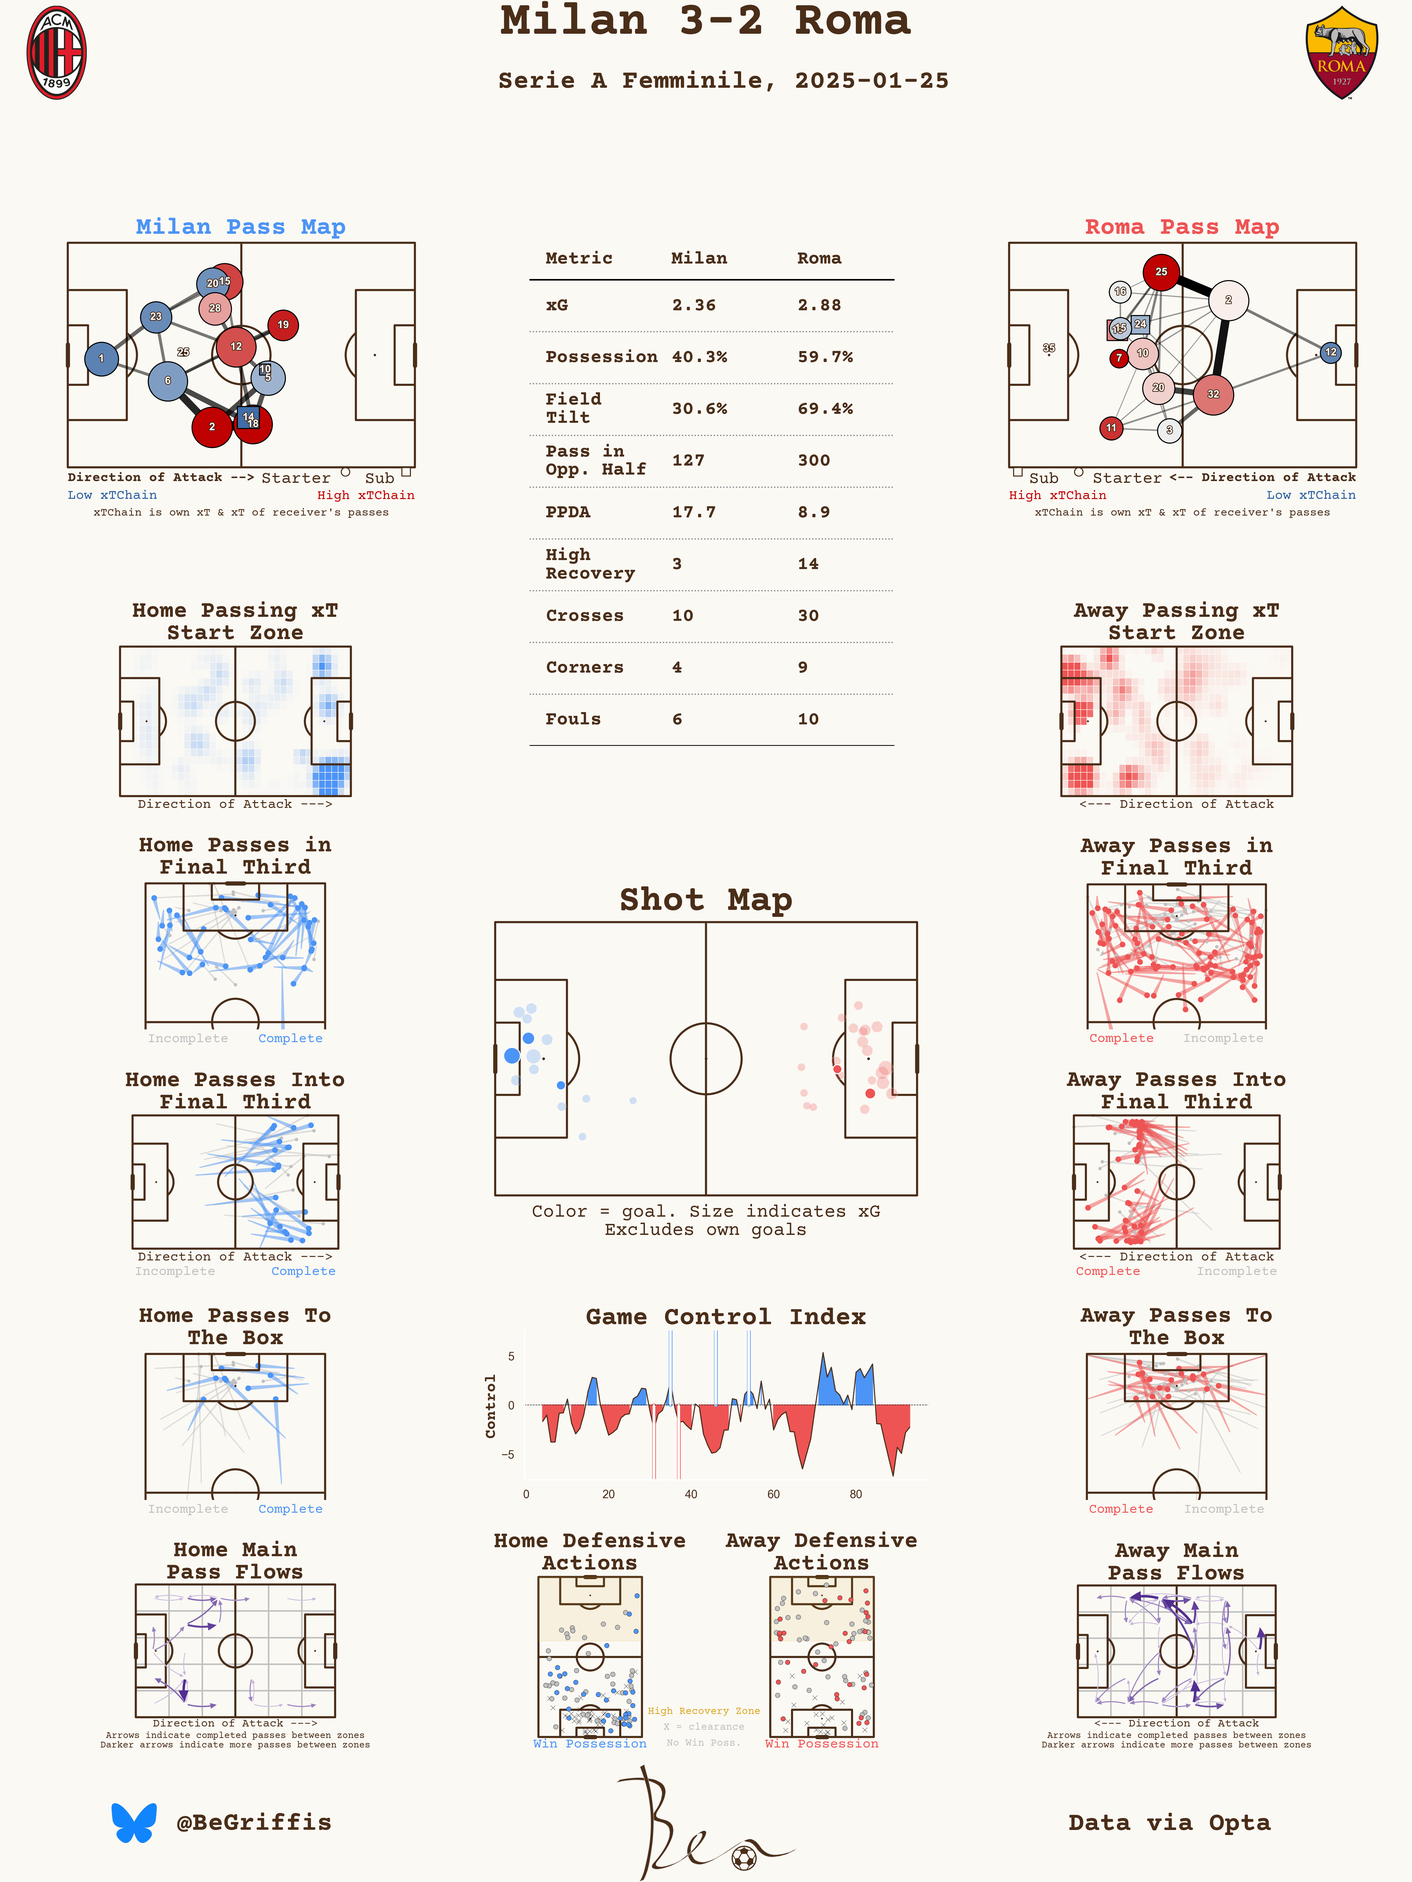 Milan 3-2 Roma
Serie A Femminile, 2025-01-25
ACM
1899
ROMA
1927
Milan Pass Map
20
15
28
23
19
12
25
1
10
5
6
14
18
2
Direction of Attack --> Starter Sub
Low xTChain High xTChain
xTChain is own xT & xT of receiver's passes
Metric Milan Roma
xG 2.36 2.88
Possession 40.3% 59.7%
Field
Tilt 30.6% 69.4%
Pass in
Opp. Half 127 300
PPDA 17.7 8.9
High
Recovery 3 14
Crosses 10 30
Corners 4 9
Fouls 6 10
Roma Pass Map
25
16
2
15
24
35
7
10
12
20
32
11
3
Sub Starter <-- Direction of Attack
High xTChain Low xTChain
xTChain is own xT & xT of receiver's passes
Home Passing xT
Start Zone
Direction of Attack --->
Away Passing xT
Start Zone
<--- Direction of Attack
Home Passes in
Final Third
Incomplete Complete
Away Passes in
Final Third
Complete Incomplete
Shot Map
Color = goal. Size indicates xG
Excludes own goals
Home Passes Into
Final Third
Direction of Attack --->
Incomplete Complete
Away Passes Into
Final Third
<--- Direction of Attack
Complete Incomplete
Home Passes To
The Box
Incomplete Complete
Game Control Index
Control
5
0
−5
0 20 40 60 80
Away Passes To
The Box
Complete Incomplete
Home Main
Pass Flows
Direction of Attack --->
Arrows indicate completed passes between zones
Darker arrows indicate more passes between zones
Home Defensive
Actions
Win Possession
Away Defensive
Actions
Win Possession
High Recovery Zone
X = clearance
No Win Poss.
Away Main
Pass Flows
<--- Direction of Attack
Arrows indicate completed passes between zones
Darker arrows indicate more passes between zones
@BeGriffis
Ben
Data via Opta